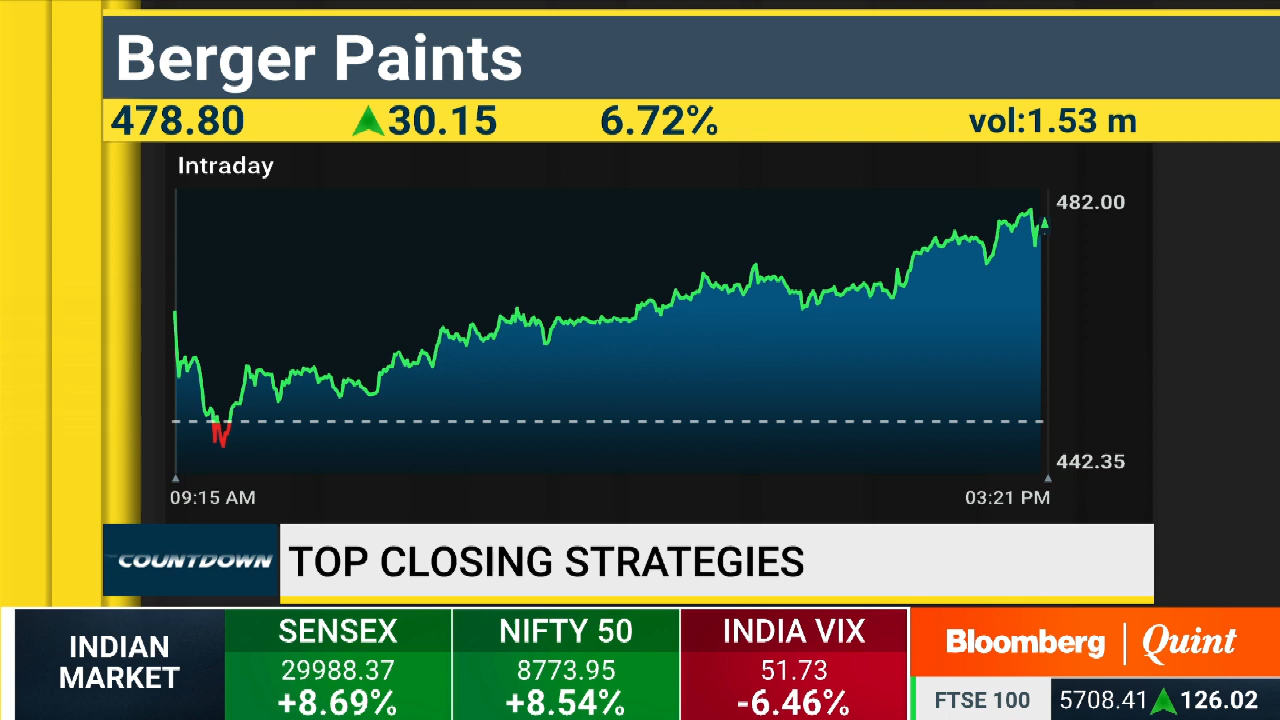 Berger Paints
478.80 30.15 6.72% vol:1.53 m
Intraday
482.00
442.35
09:15 AM 03:21 PM
COUNTDOWN TOP CLOSING STRATEGIES
INDIAN
MARKET
SENSEX
29988.37
+8.69%
NIFTY 50
8773.95
+8.54%
INDIA VIX
51.73
-6.46%
Bloomberg | Quint
FTSE 100 5708.41 126.02